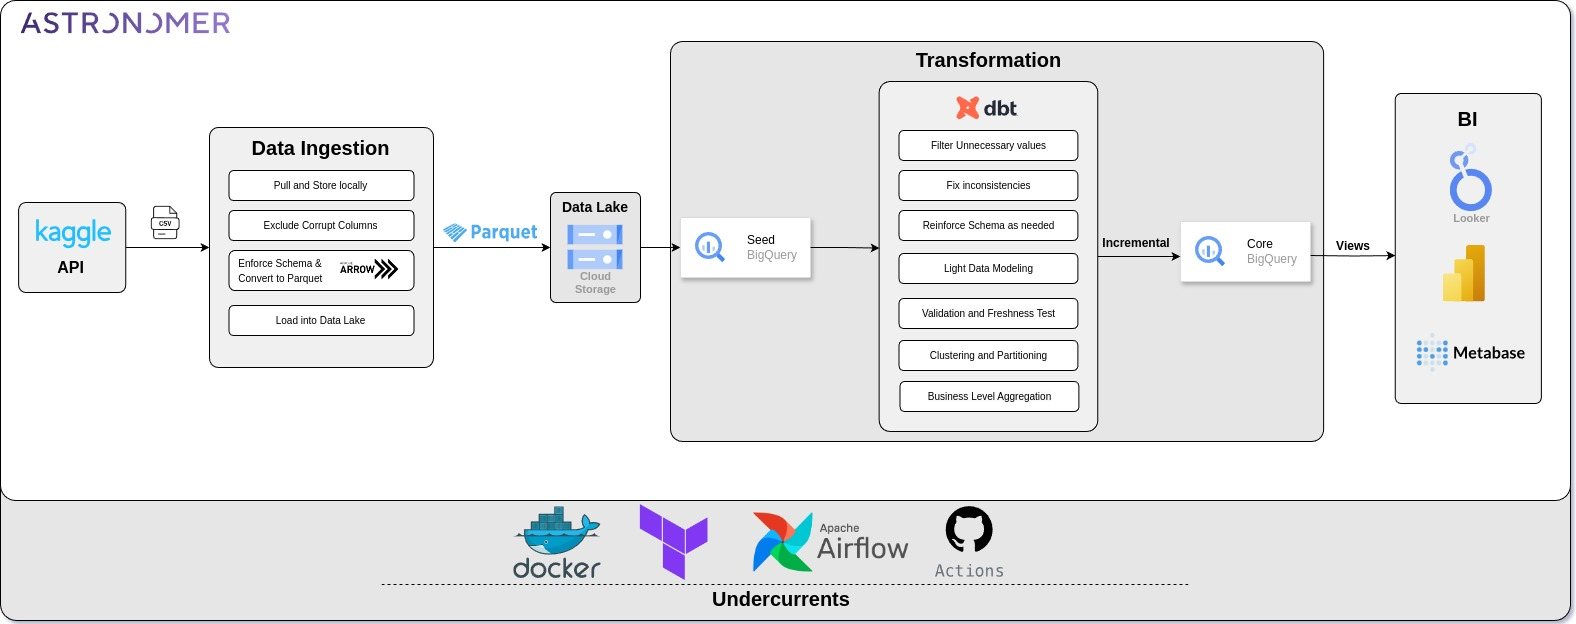 ASTRONOMER
kaggle
API
CSV
Data Ingestion
Pull and Store locally
Exclude Corrupt Columns
Enforce Schema &
Convert to Parquet
APACHE
ARROW
Load into Data Lake
Parquet
Data Lake
Cloud
Storage
Transformation
Seed
BigQuery
dbt
Filter Unnecessary values
Fix inconsistencies
Reinforce Schema as needed
Light Data Modeling
Validation and Freshness Test
Clustering and Partitioning
Business Level Aggregation
Incremental
Core
BigQuery
Views
BI
Looker
Metabase
docker
Apache
Airflow
Actions
Undercurrents